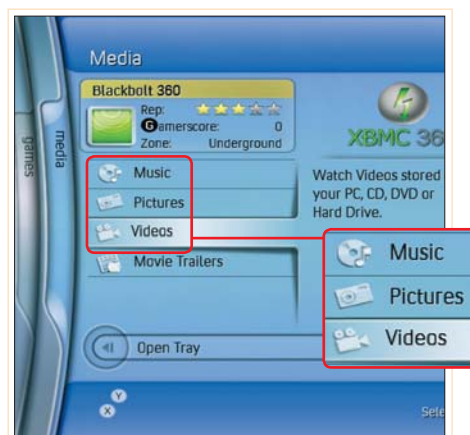 Media
games
media
Blackbolt 360
Rep:
Gamerscore: 0
Zone: Underground
XBMC 36
Music
Pictures
Videos
Movie Trailers
Watch Videos stored
your PC, CD, DVD or
Hard Drive.
Music
Pictures
Videos
Open Tray
Y
X
Sele